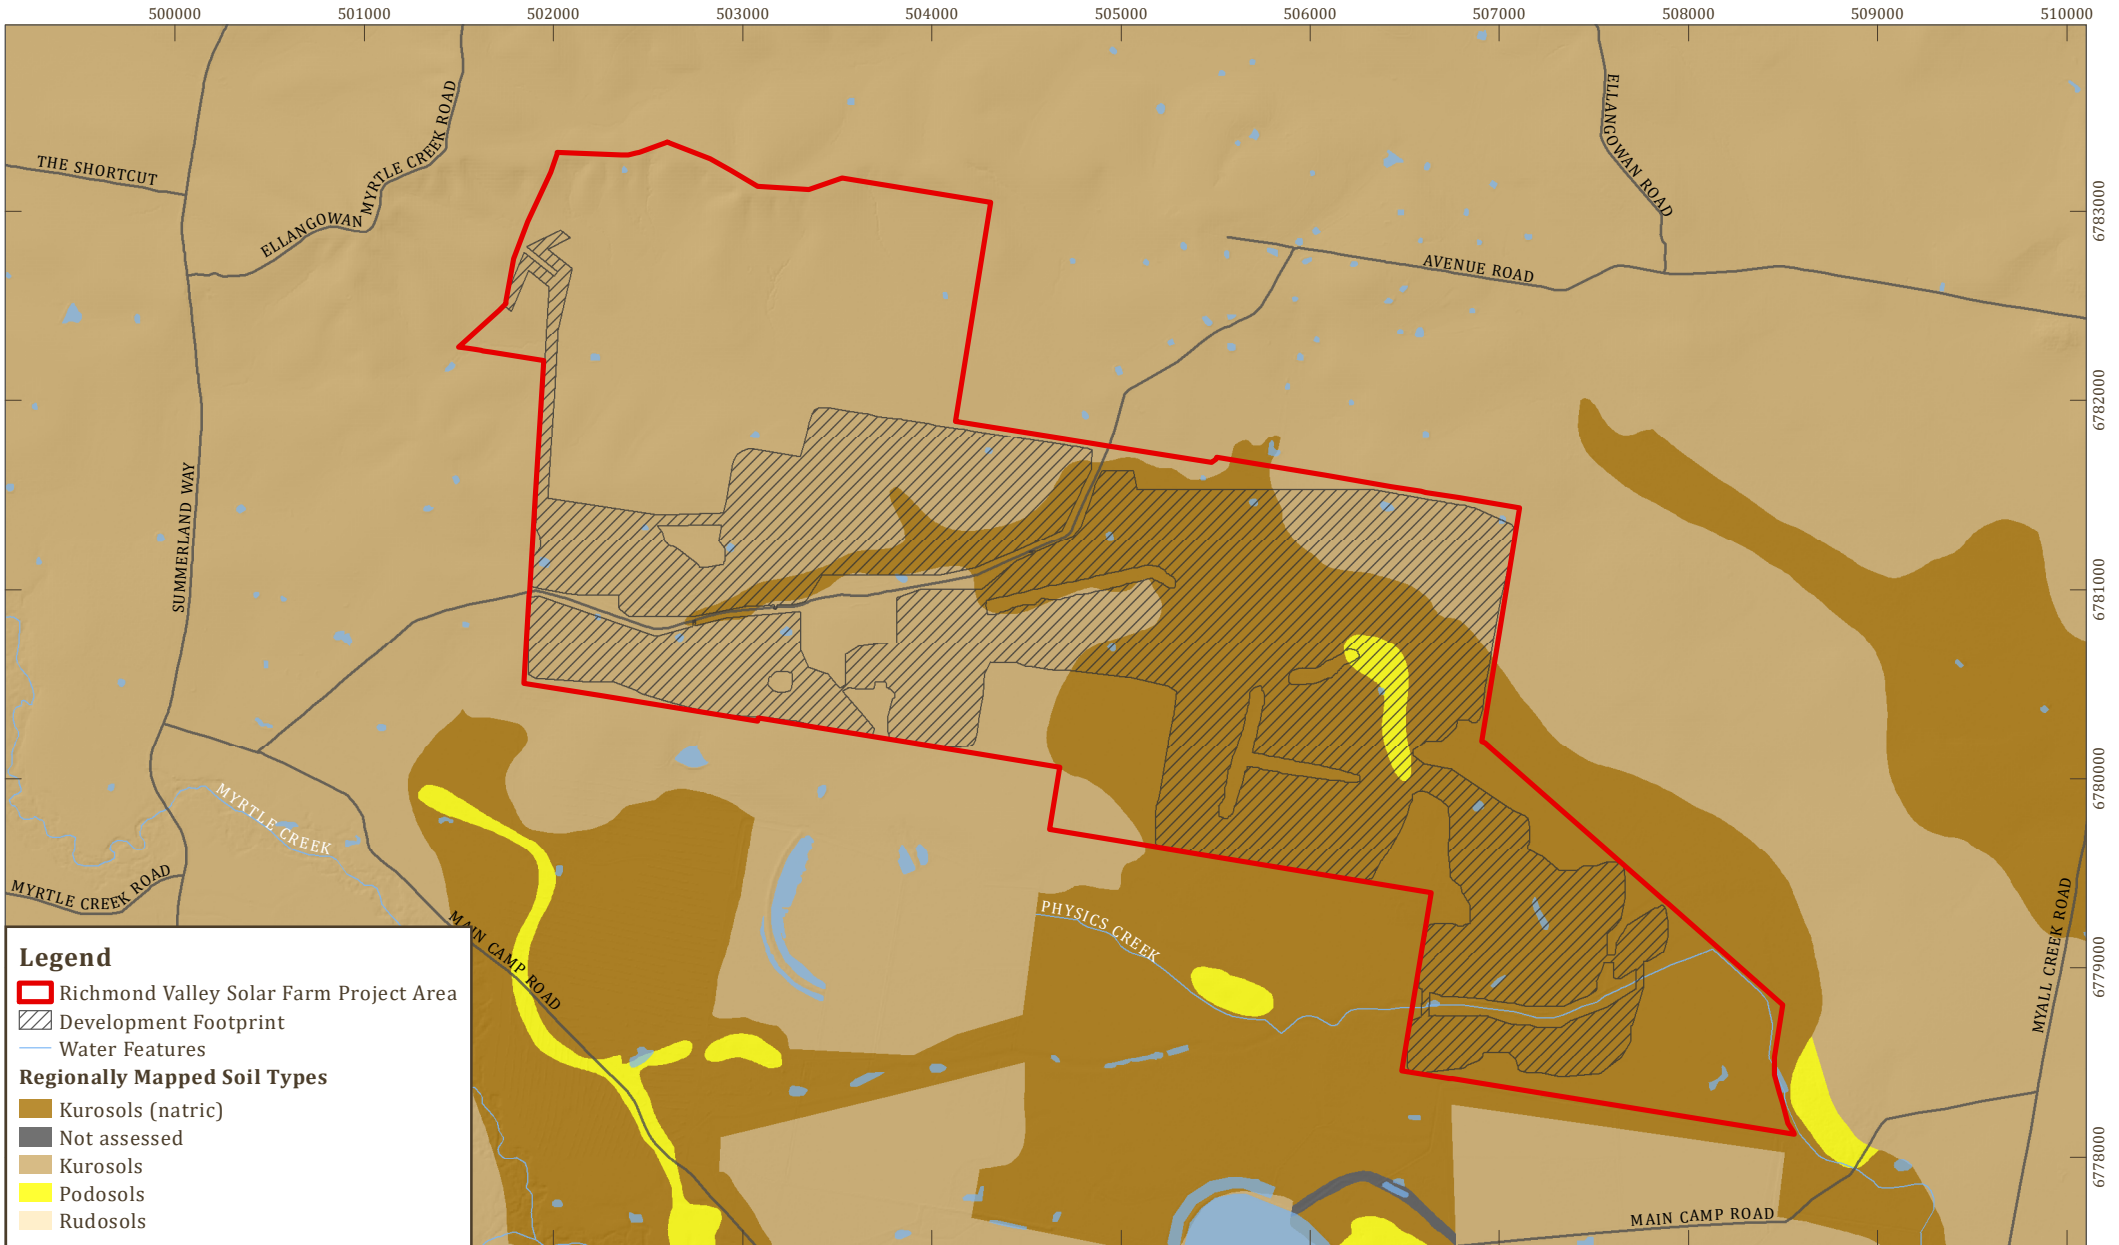 500000 501000 502000 503000 504000 505000 506000 507000 508000 509000 510000
ELLANGOWAN MYRTLE CREEK ROAD
THE SHORTCUT
ELLANGOWAN ROAD
AVENUE ROAD
6783000
6782000
SUMMERLAND WAY
6781000
6780000
MYRTLE CREEK
MYRTLE CREEK ROAD
MAIN CAMP ROAD
PHYSICS CREEK
MYALL CREEK ROAD
6779000
6778000
MAIN CAMP ROAD
Legend
Richmond Valley Solar Farm Project Area
Development Footprint
Water Features
Regionally Mapped Soil Types
Kurosols (natric)
Not assessed
Kurosols
Podosols
Rudosols